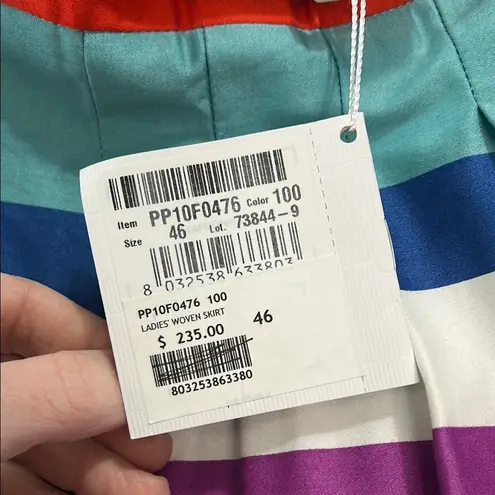 Item PP10F0476 Color 100
Size 46 Lot. 73844-9
8 032538 633803
PP10F0476 100
LADIES' WOVEN SKIRT
$ 235.00 46
803253863380